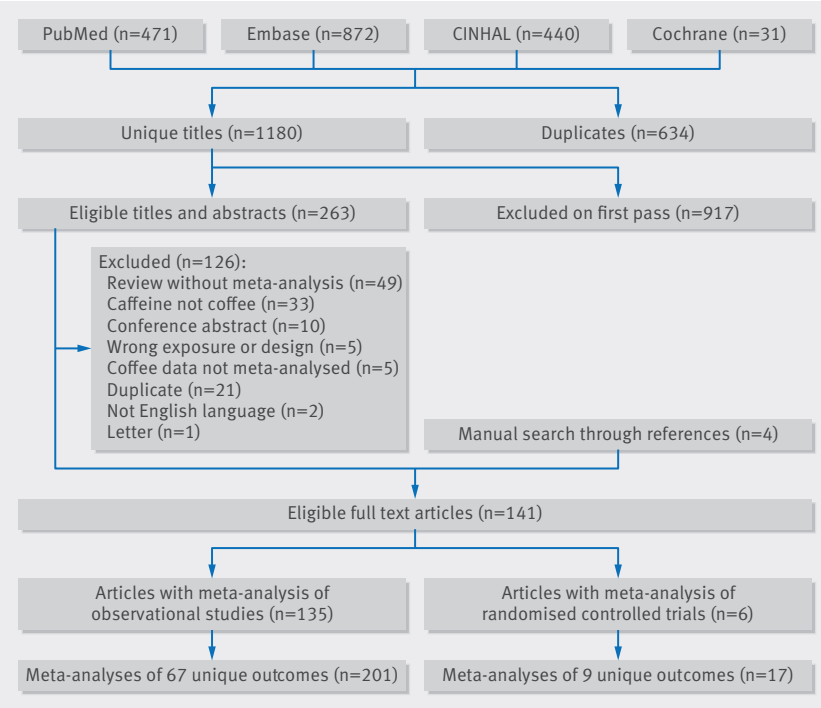 PubMed (n=471)
Embase (n=872)
CINHAL (n=440)
Cochrane (n=31)
Unique titles (n=1180)
Duplicates (n=634)
Eligible titles and abstracts (n=263)
Excluded on first pass (n=917)
Excluded (n=126):
Review without meta-analysis (n=49)
Caffeine not coffee (n=33)
Conference abstract (n=10)
Wrong exposure or design (n=5)
Coffee data not meta-analysed (n=5)
Duplicate (n=21)
Not English language (n=2)
Letter (n=1)
Manual search through references (n=4)
Eligible full text articles (n=141)
Articles with meta-analysis of
observational studies (n=135)
Articles with meta-analysis of
randomised controlled trials (n=6)
Meta-analyses of 67 unique outcomes (n=201)
Meta-analyses of 9 unique outcomes (n=17)